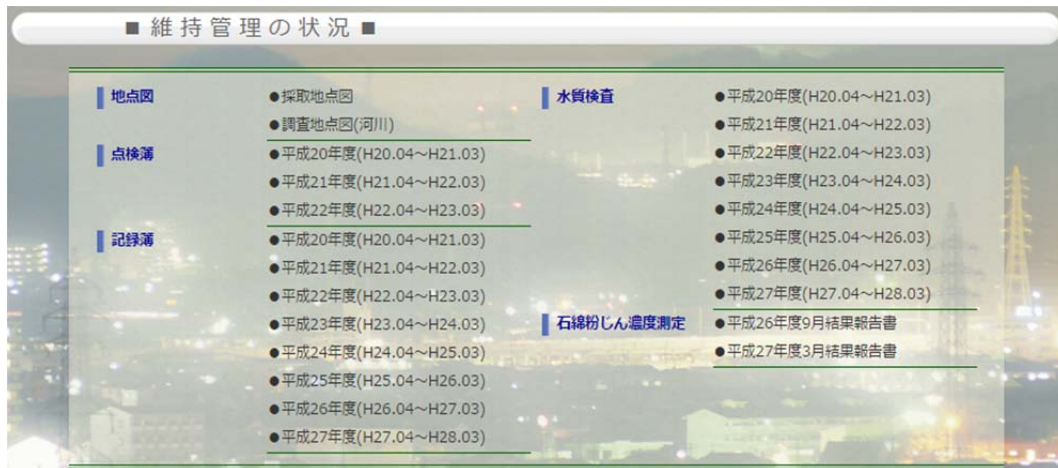 ■維持管理の状況■
地点図
●採取地点図
●調査地点図(河川)
点検簿
●平成20年度(H20.04～H21.03)
●平成21年度(H21.04～H22.03)
●平成22年度(H22.04～H23.03)
記録簿
●平成20年度(H20.04～H21.03)
●平成21年度(H21.04～H22.03)
●平成22年度(H22.04～H23.03)
●平成23年度(H23.04～H24.03)
●平成24年度(H24.04～H25.03)
●平成25年度(H25.04～H26.03)
●平成26年度(H26.04～H27.03)
●平成27年度(H27.04～H28.03)
水質検査
●平成20年度(H20.04～H21.03)
●平成21年度(H21.04～H22.03)
●平成22年度(H22.04～H23.03)
●平成23年度(H23.04～H24.03)
●平成24年度(H24.04～H25.03)
●平成25年度(H25.04～H26.03)
●平成26年度(H26.04～H27.03)
●平成27年度(H27.04～H28.03)
石綿粉じん濃度測定
●平成26年度9月結果報告書
●平成27年度3月結果報告書